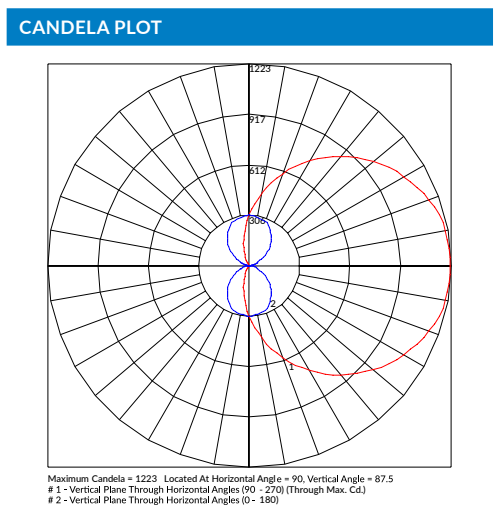 CANDELA PLOT
1223
917
612
306
2
1
Maximum Candela = 1223 Located At Horizontal Angle = 90, Vertical Angle = 87.5
# 1 - Vertical Plane Through Horizontal Angles (90 - 270) (Through Max. Cd.)
# 2 - Vertical Plane Through Horizontal Angles (0 - 180)